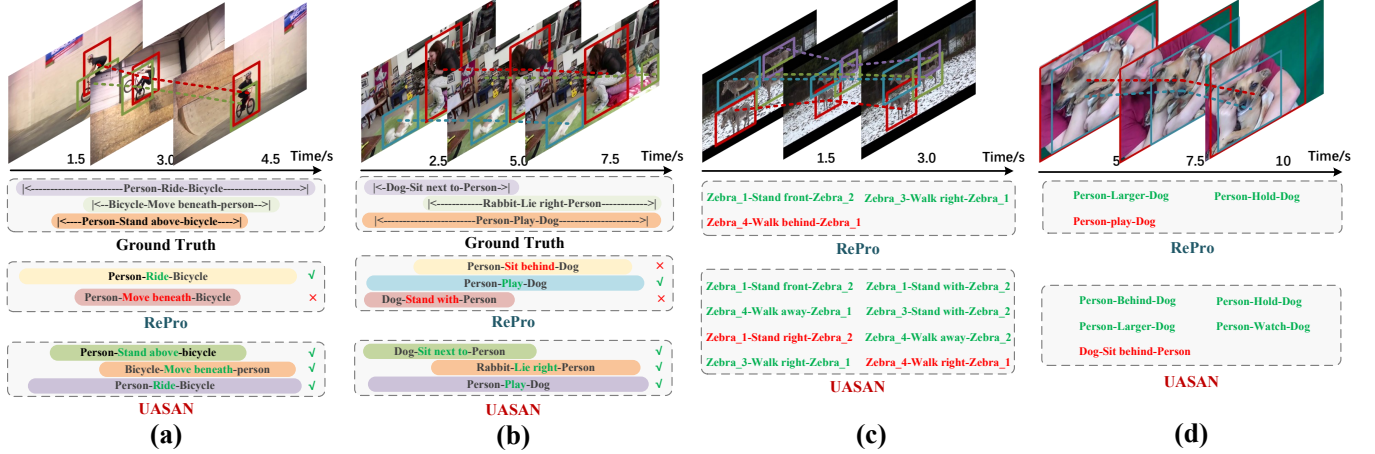 1.5 3.0 4.5 Time/s
|<-----------------------Person-Ride-Bicycle---------------------->|
|<--Bicycle-Move beneath-person-->|
|<----Person-Stand above-bicycle---->|
Ground Truth
Person-Ride-Bicycle √
Person-Move beneath-Bicycle ×
RePro
Person-Stand above-bicycle √
Bicycle-Move beneath-person √
Person-Ride-Bicycle √
UASAN
(a)
2.5 5.0 7.5 Time/s
|<-Dog-Sit next to-Person->|
|<------------Rabbit-Lie right-Person------------>|
|<------------------------Person-Play-Dog------------------------>|
Ground Truth
Person-Sit behind-Dog ×
Person-Play-Dog √
Dog-Stand with-Person ×
RePro
Dog-Sit next to-Person √
Rabbit-Lie right-Person √
Person-Play-Dog √
UASAN
(b)
1.5 3.0 Time/s
Zebra_1-Stand front-Zebra_2 Zebra_3-Walk right-Zebra_1
Zebra_4-Walk behind-Zebra_1
RePro
Zebra_1-Stand front-Zebra_2 Zebra_1-Stand with-Zebra_2
Zebra_4-Walk away-Zebra_1 Zebra_3-Stand with-Zebra_2
Zebra_1-Stand right-Zebra_2 Zebra_4-Walk away-Zebra_2
Zebra_3-Walk right-Zebra_1 Zebra_4-Walk right-Zebra_1
UASAN
(c)
5 7.5 10 Time/s
Person-Larger-Dog Person-Hold-Dog
Person-play-Dog
RePro
Person-Behind-Dog Person-Hold-Dog
Person-Larger-Dog Person-Watch-Dog
Dog-Sit behind-Person
UASAN
(d)